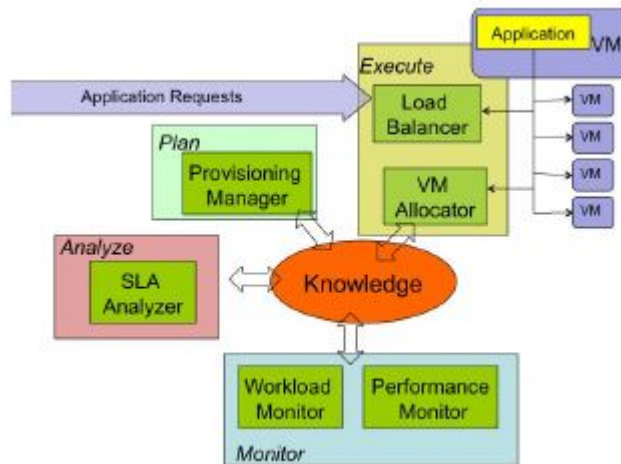 Application
VM
Execute
Application Requests
Load
Balancer
VM
VM
VM
VM
Plan
Provisioning
Manager
VM
Allocator
Analyze
SLA
Analyzer
Knowledge
Workload
Monitor
Performance
Monitor
Monitor